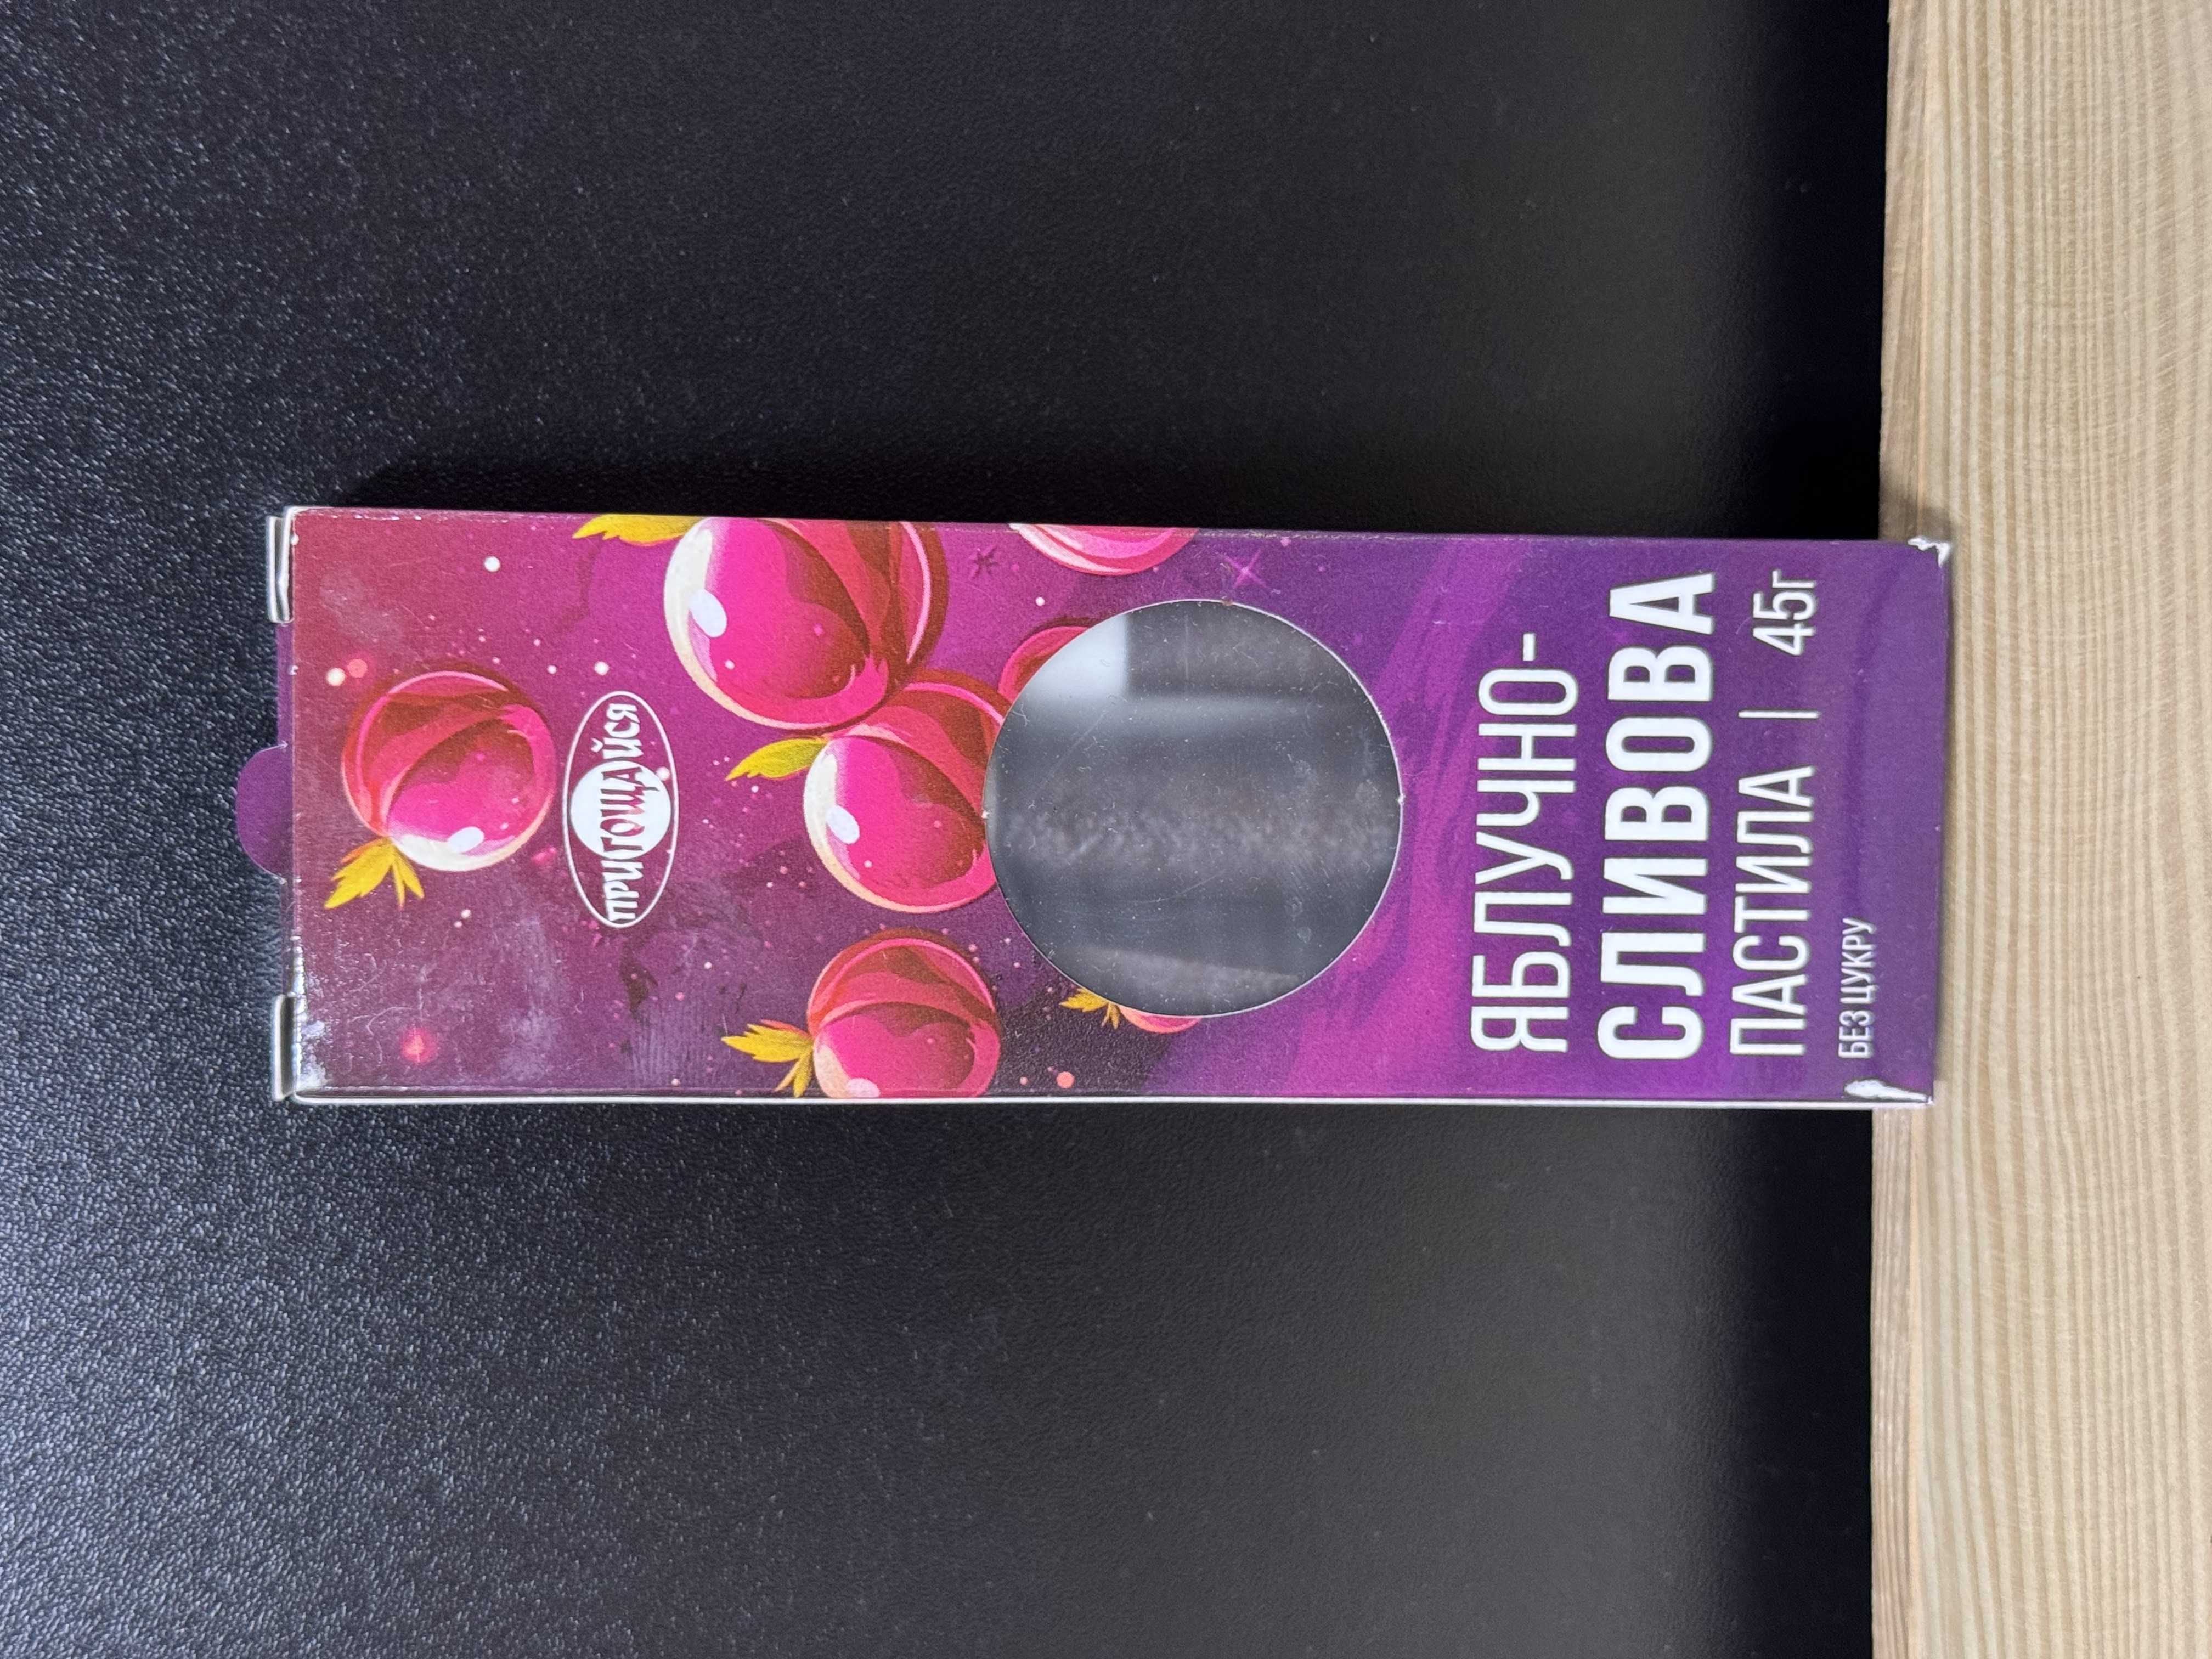 ПРИГОЩАЙСЯ
ЯБЛУЧНО-
СЛИВОВА
ПАСТИЛА | 45г
БЕЗ ЦУКРУ